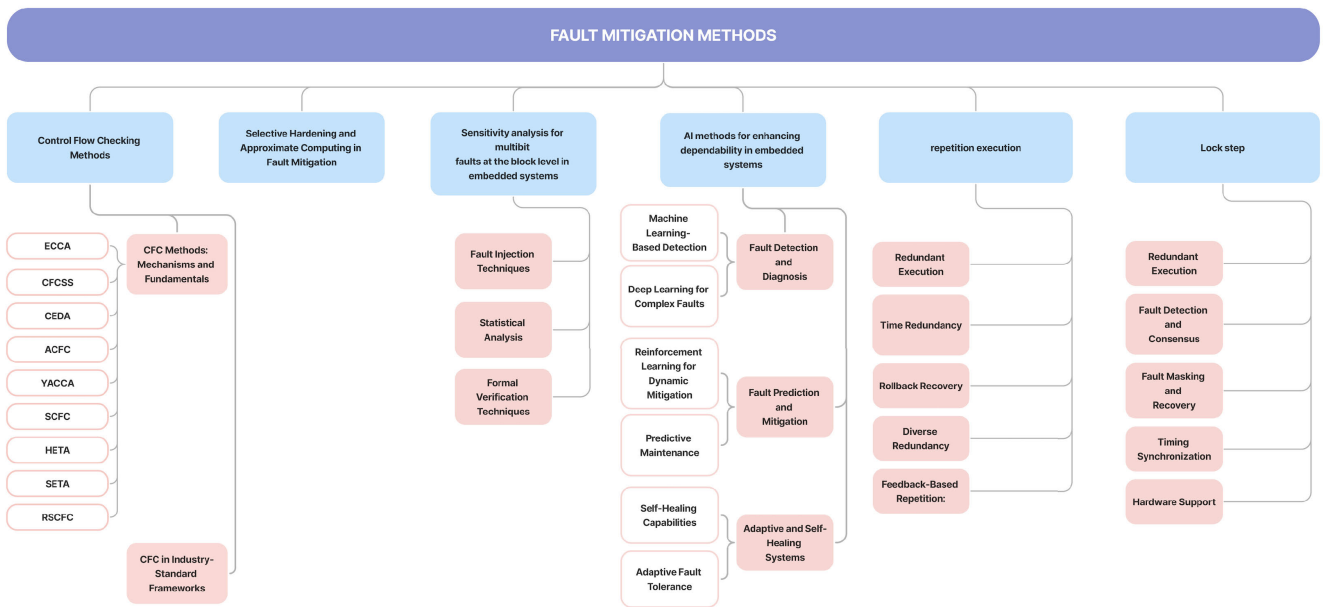 FAULT MITIGATION METHODS
Control Flow Checking
Methods
Selective Hardening and
Approximate Computing in
Fault Mitigation
Sensitivity analysis for
multibit
faults at the block level in
embedded systems
AI methods for enhancing
dependability in embedded
systems
repetition execution
Lock step
ECCA
CFCSS
CEDA
ACFC
YACCA
SCFC
HETA
SETA
RSCFC
CFC Methods:
Mechanisms and
Fundamentals
CFC in Industry-
Standard
Frameworks
Fault Injection
Techniques
Statistical
Analysis
Formal
Verification
Techniques
Machine
Learning-
Based Detection
Deep Learning for
Complex Faults
Fault Detection
and
Diagnosis
Reinforcement
Learning for
Dynamic
Mitigation
Predictive
Maintenance
Fault Prediction
and
Mitigation
Self-Healing
Capabilities
Adaptive Fault
Tolerance
Adaptive and Self-
Healing
Systems
Redundant
Execution
Time Redundancy
Rollback Recovery
Diverse
Redundancy
Feedback-Based
Repetition:
Redundant
Execution
Fault Detection
and
Consensus
Fault Masking
and
Recovery
Timing
Synchronization
Hardware Support